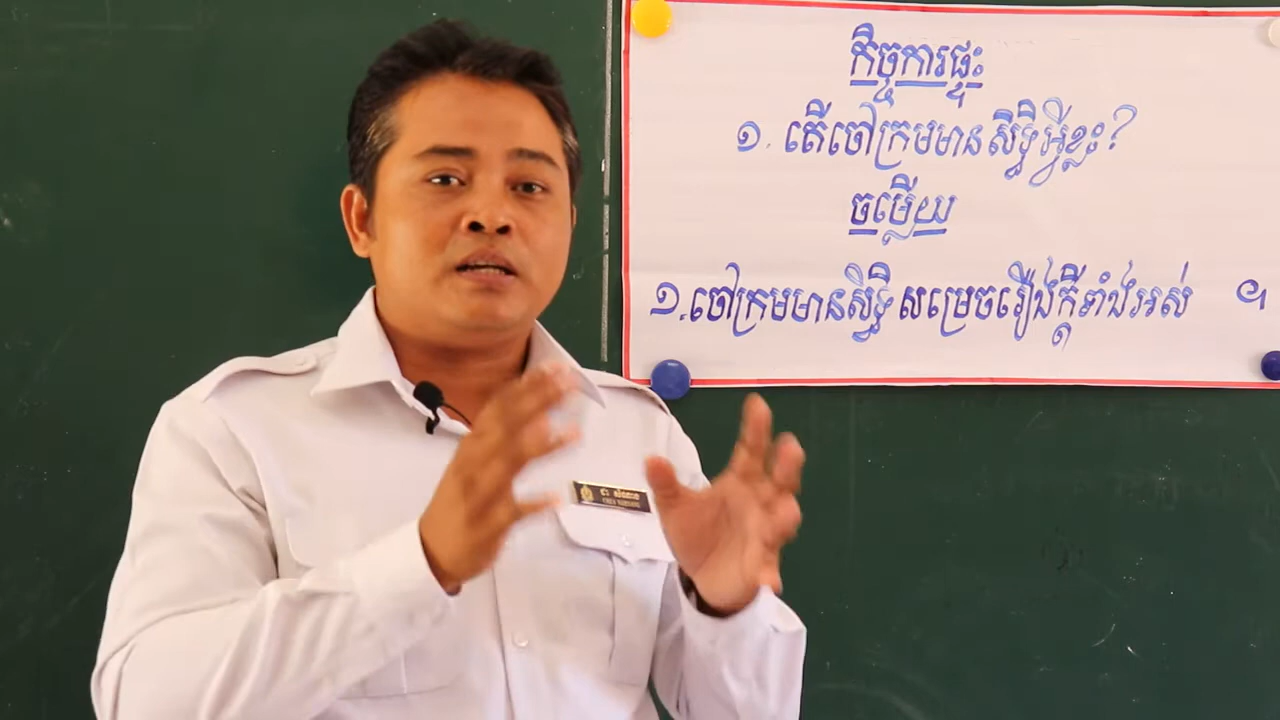 កិច្ចការផ្ទះ
១. តើចៅក្រមមានសិទ្ធិអ្វីខ្លះ?
ចម្លើយ
១.ចៅក្រមមានសិទ្ធិសម្រេចរឿងក្ដីទាំងអស់ ។